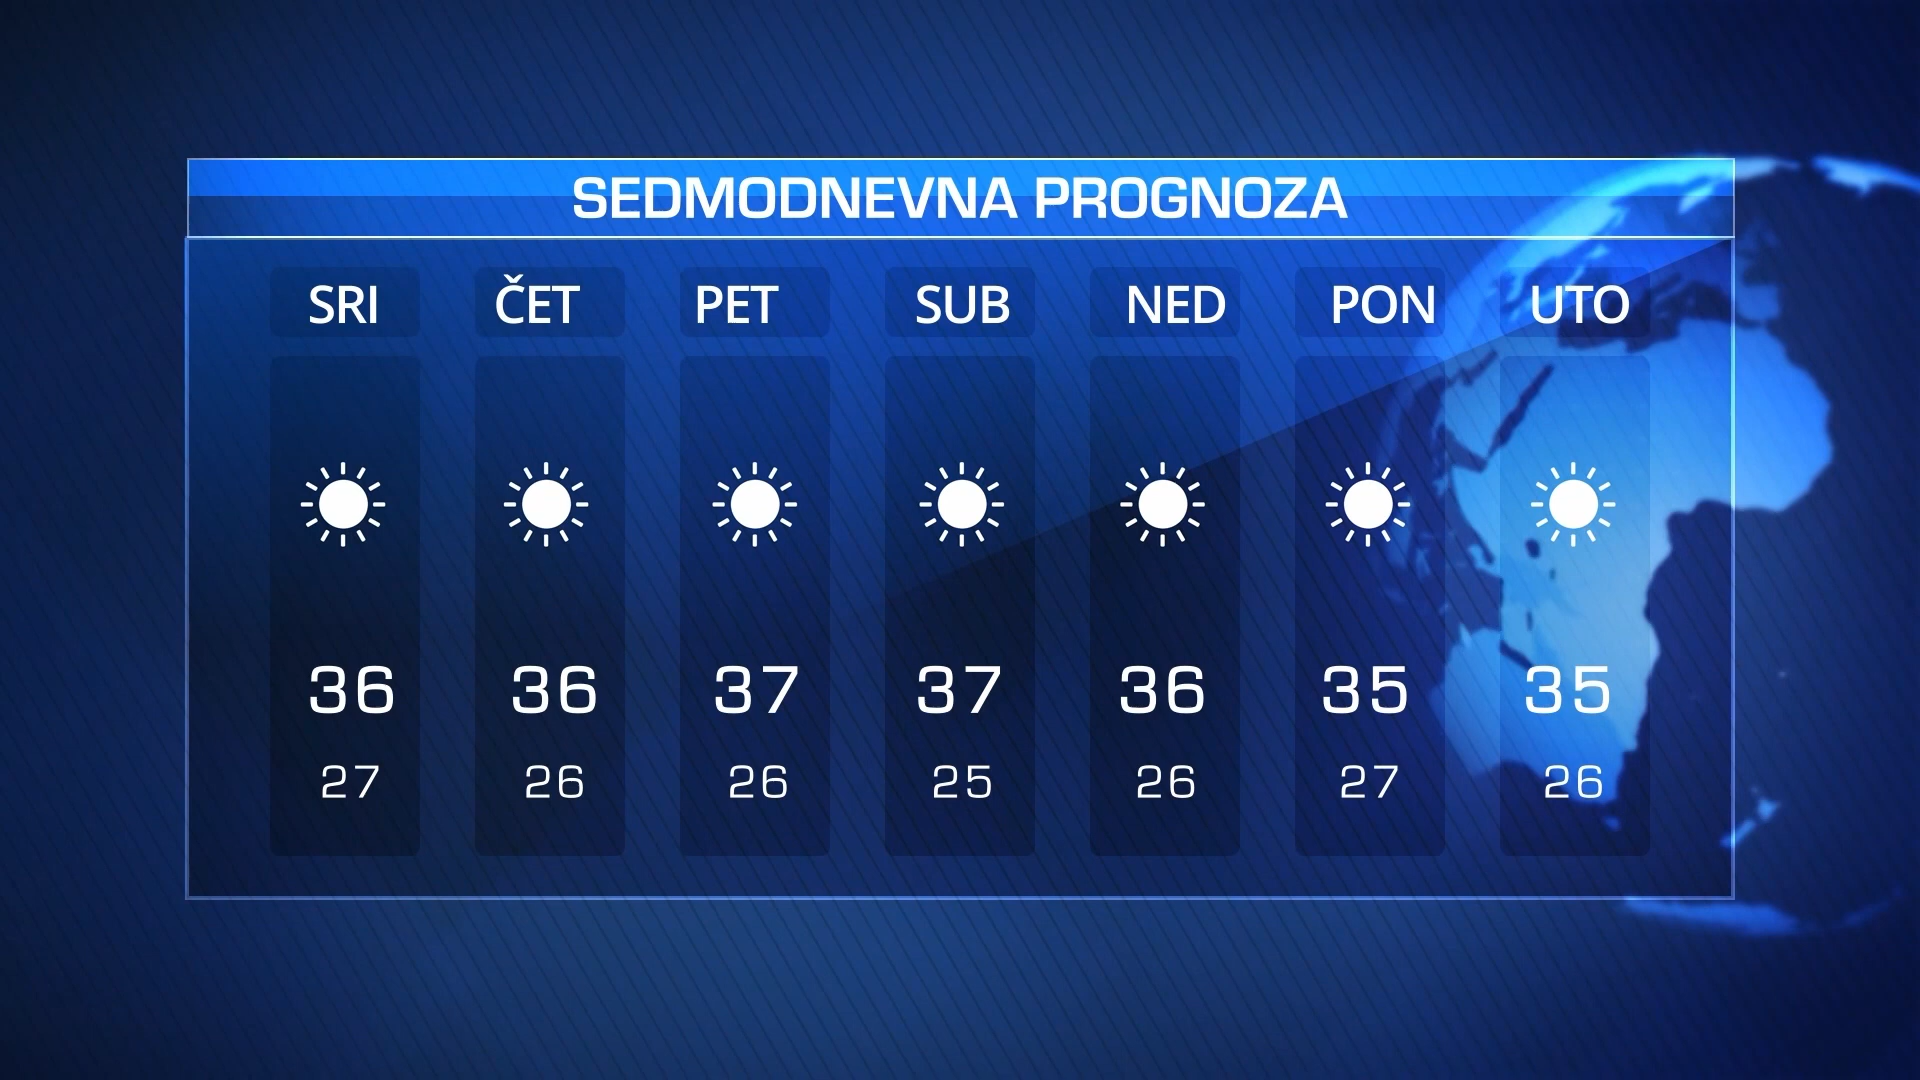 SEDMODNEVNA PROGNOZA
SRI ČET PET SUB NED PON UTO
36 36 37 37 36 35 35
27 26 26 25 26 27 26